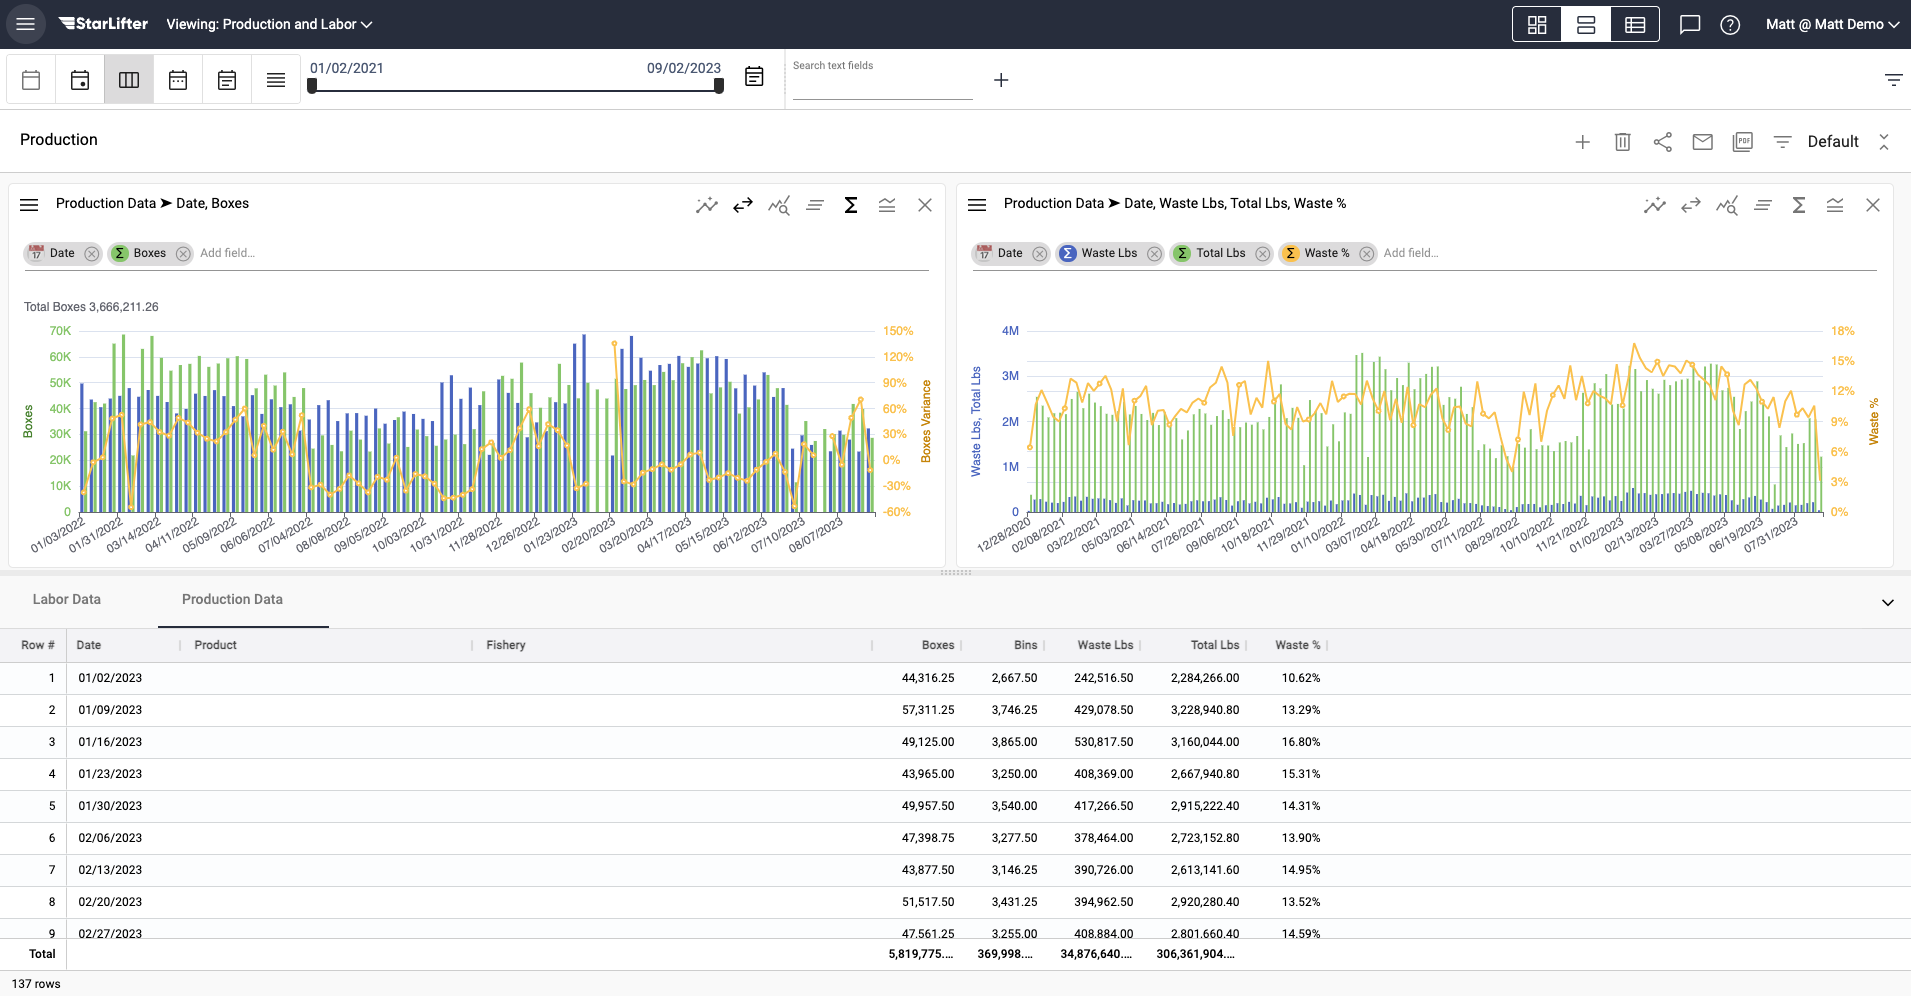 StarLifter Viewing: Production and Labor Matt @ Matt Demo
01/02/2021 09/02/2023 Search text fields
Production Default
Production Data ➤ Date, Boxes
Date Boxes Add field...
Total Boxes 3,666,211.26
70K
60K
50K
40K
30K
20K
10K
0
Boxes
150%
120%
90%
60%
30%
0%
-30%
-60%
Boxes Variance
01/03/2022 01/31/2022 03/14/2022 04/11/2022 05/09/2022 06/06/2022 07/04/2022 08/08/2022 09/05/2022 10/03/2022 10/31/2022 11/28/2022 12/26/2022 01/23/2023 02/20/2023 03/20/2023 04/17/2023 05/15/2023 06/12/2023 07/10/2023 08/07/2023
Production Data ➤ Date, Waste Lbs, Total Lbs, Waste %
Date Waste Lbs Total Lbs Waste % Add field...
4M
3M
2M
1M
0
Waste Lbs, Total Lbs
18%
15%
12%
9%
6%
3%
0%
Waste %
12/28/2020 02/08/2021 03/22/2021 05/03/2021 06/14/2021 07/26/2021 09/06/2021 10/18/2021 11/29/2021 01/10/2022 03/07/2022 04/18/2022 05/30/2022 07/11/2022 08/29/2022 10/10/2022 11/21/2022 01/02/2023 02/13/2023 03/27/2023 05/08/2023 06/19/2023 07/31/2023
Labor Data Production Data
Row # Date Product Fishery Boxes Bins Waste Lbs Total Lbs Waste %
1 01/02/2023 44,316.25 2,667.50 242,516.50 2,284,266.00 10.62%
2 01/09/2023 57,311.25 3,746.25 429,078.50 3,228,940.80 13.29%
3 01/16/2023 49,125.00 3,865.00 530,817.50 3,160,044.00 16.80%
4 01/23/2023 43,965.00 3,250.00 408,369.00 2,667,940.80 15.31%
5 01/30/2023 49,957.50 3,540.00 417,266.50 2,915,222.40 14.31%
6 02/06/2023 47,398.75 3,277.50 378,464.00 2,723,152.80 13.90%
7 02/13/2023 43,877.50 3,146.25 390,726.00 2,613,141.60 14.95%
8 02/20/2023 51,517.50 3,431.25 394,962.50 2,920,280.40 13.52%
9 02/27/2023 47,561.25 3,255.00 408,884.00 2,801,660.40 14.59%
Total 5,819,775.... 369,998.... 34,876,640.... 306,361,904....
137 rows